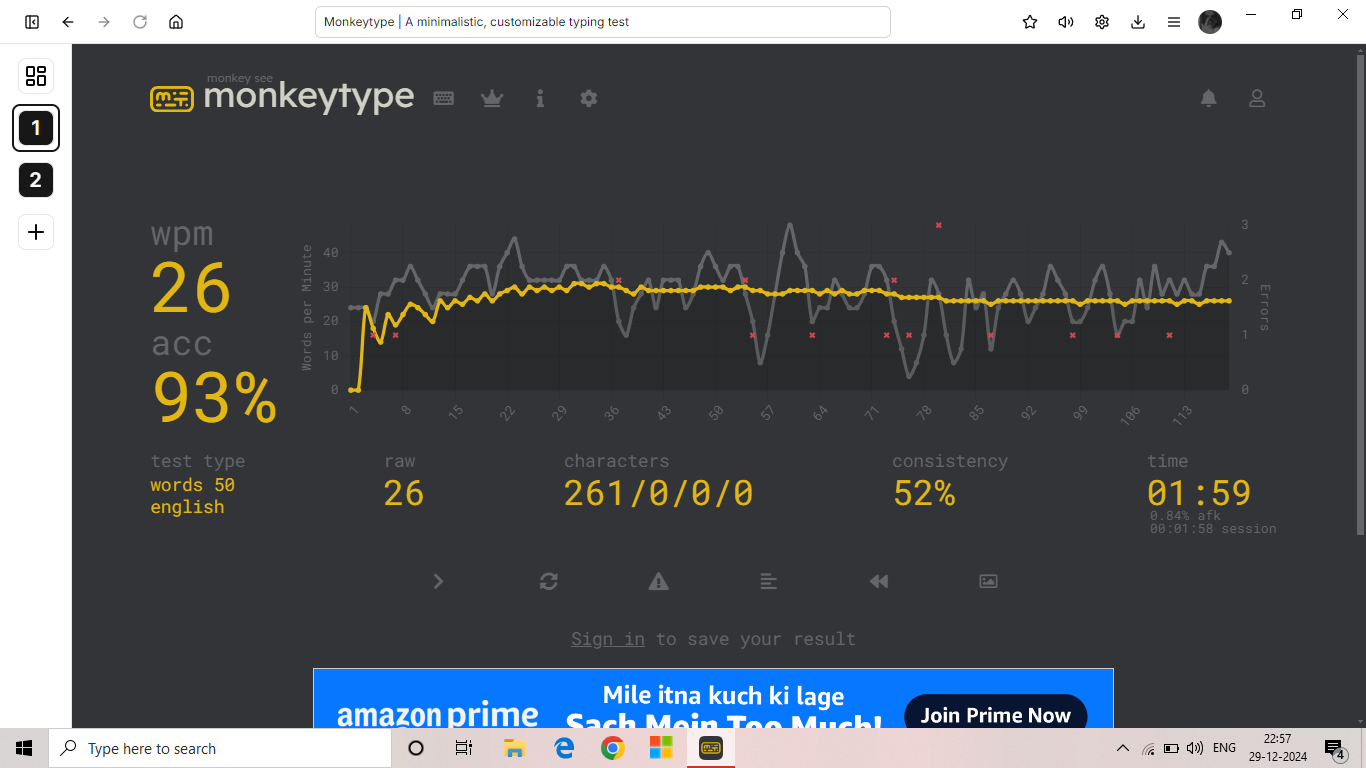 Monkeytype | A minimalistic, customizable typing test
1
2
monkey see
monkeytype
wpm
26
acc
93%
Words per Minute
40
30
20
10
0
3
2
1
0
Errors
1 8 15 22 29 36 43 50 57 64 71 78 85 92 99 106 113
test type
words 50
english
raw
26
characters
261/0/0/0
consistency
52%
time
01:59
0.84% afk
00:01:58 session
Sign in to save your result
amazon prime
Mile itna kuch ki lage
Sach Mein Too Much!
Join Prime Now
Type here to search
ENG
22:57
29-12-2024
4